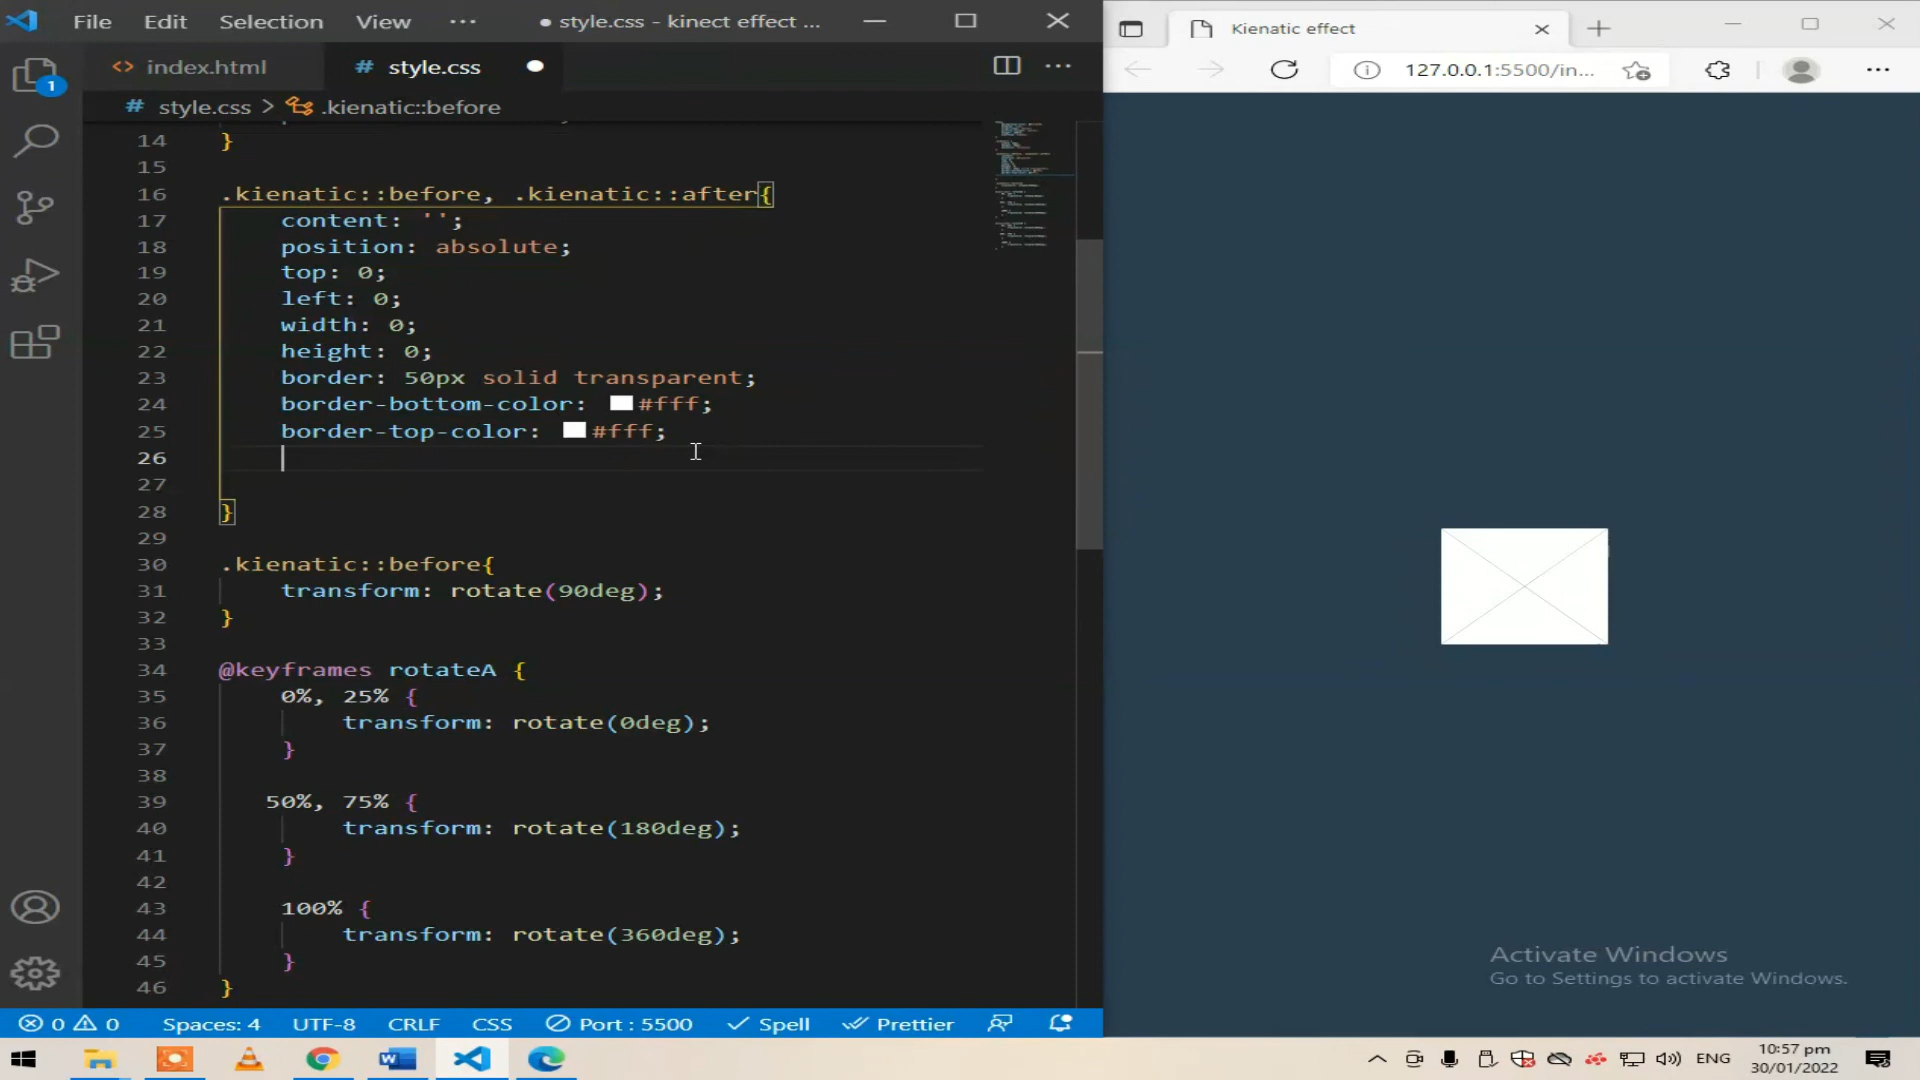 File Edit Selection View ··· ● style.css - kinect effect ...
Kienatic effect
index.html
# style.css
127.0.0.1:5500/in...
1
# style.css > .kienatic::before
14 }
15
16 .kienatic::before, .kienatic::after{
17 content: '';
18 position: absolute;
19 top: 0;
20 left: 0;
21 width: 0;
22 height: 0;
23 border: 50px solid transparent;
24 border-bottom-color: #fff;
25 border-top-color: #fff;
26
27
28 }
29
30 .kienatic::before{
31 transform: rotate(90deg);
32 }
33
34 @keyframes rotateA {
35 0%, 25% {
36 transform: rotate(0deg);
37 }
38
39 50%, 75% {
40 transform: rotate(180deg);
41 }
42
43 100% {
44 transform: rotate(360deg);
45 }
46 }
Activate Windows
Go to Settings to activate Windows.
0 0 Spaces: 4 UTF-8 CRLF CSS Port : 5500 Spell Prettier
ENG
10:57 pm
30/01/2022